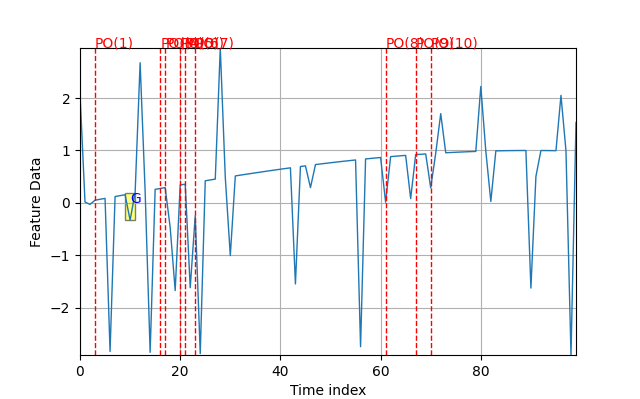 PO(1)
PO(8)
PO(10)
G
Feature Data
2
1
0
−1
−2
0
20
40
60
80
Time index